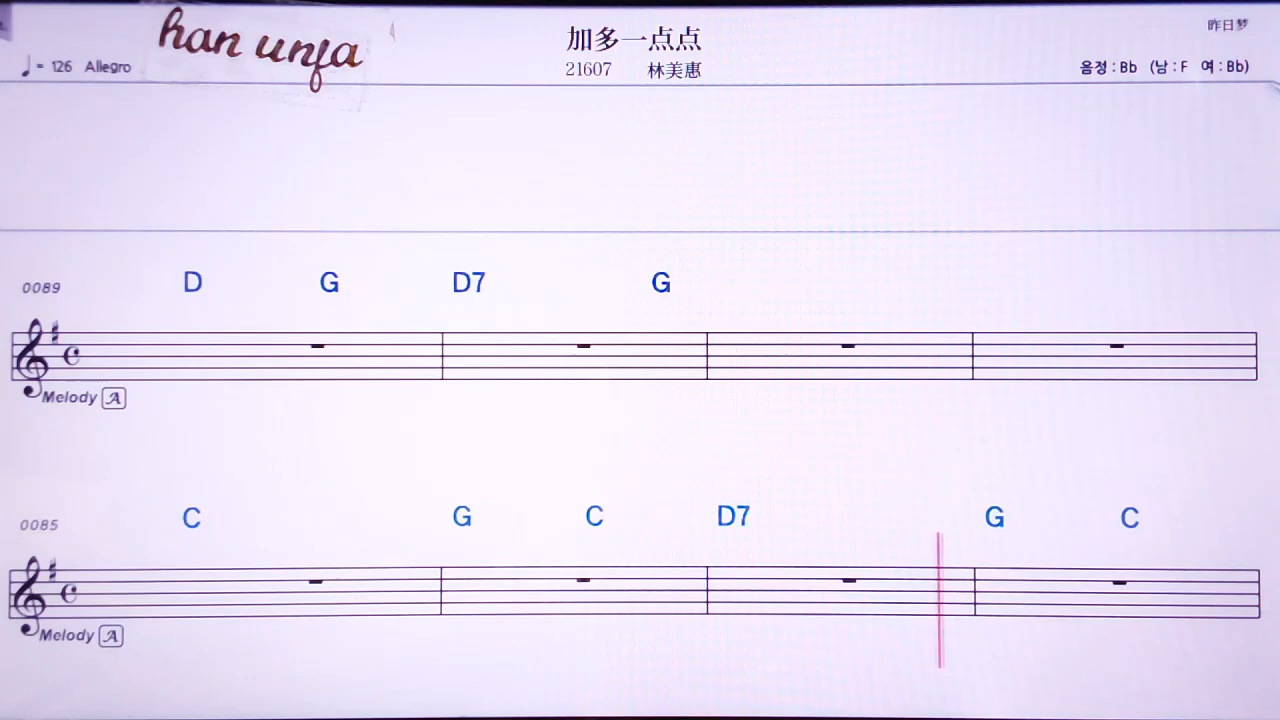 han unfa
加多一点点
昨日梦
♩ = 126 Allegro
21607 林美惠
음정 : Bb (남 : F 여 : Bb)
D G D7 G
0089
Melody A
C G C D7 G C
0085
Melody A